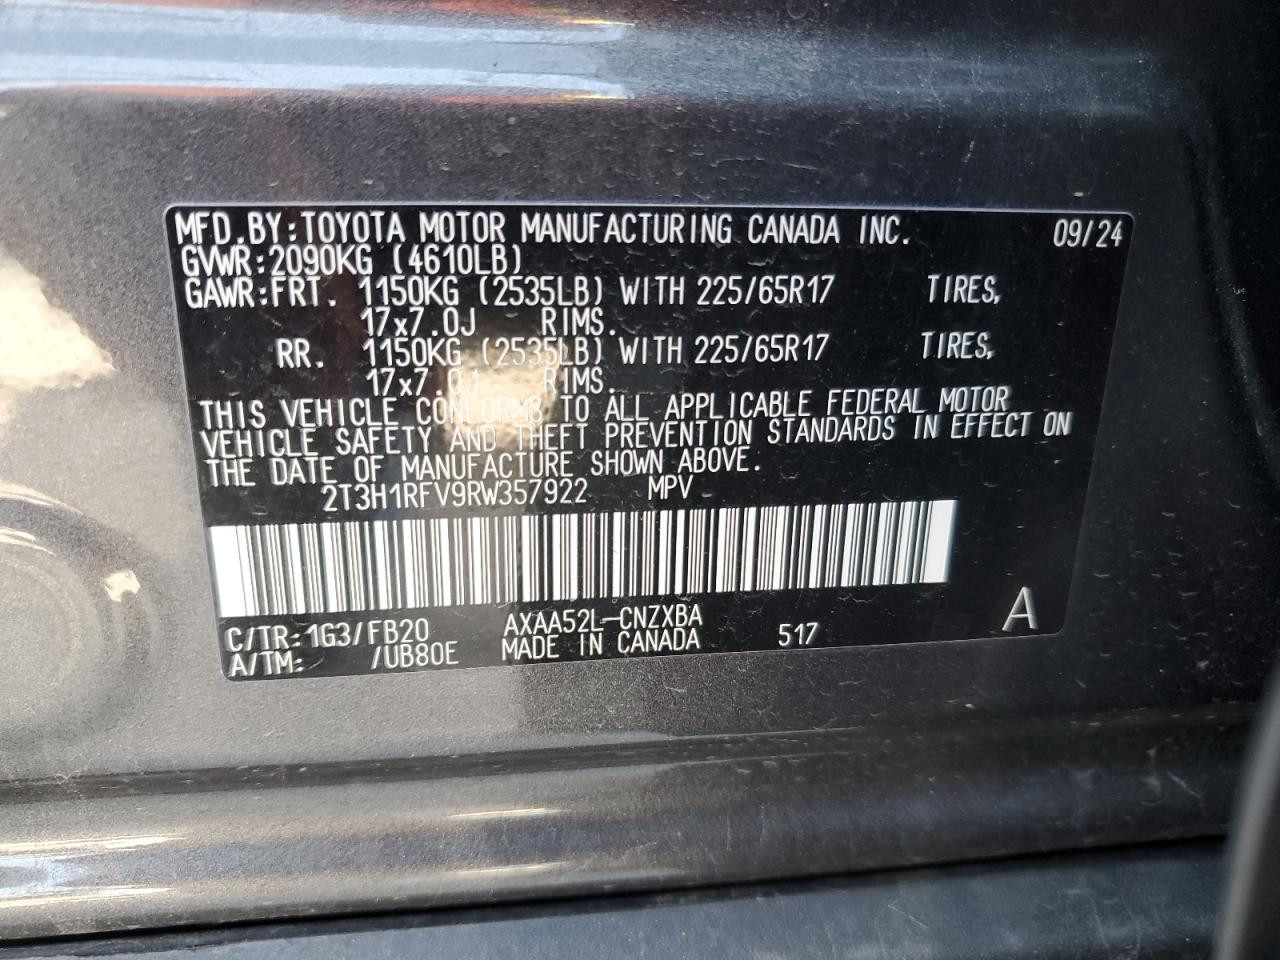 MFD.BY:TOYOTA MOTOR MANUFACTURING CANADA INC. 09/24
GVWR:2090KG (4610LB)
GAWR:FRT. 1150KG (2535LB) WITH 225/65R17 TIRES,
17x7.0J RIMS.
RR. 1150KG (2535LB) WITH 225/65R17 TIRES,
17x7.0J RIMS.
THIS VEHICLE CONFORMS TO ALL APPLICABLE FEDERAL MOTOR
VEHICLE SAFETY AND THEFT PREVENTION STANDARDS IN EFFECT ON
THE DATE OF MANUFACTURE SHOWN ABOVE.
2T3H1RFV9RW357922 MPV
C/TR:1G3/FB20 AXAA52L-CNZXBA
A/TM: /UB80E MADE IN CANADA 517 A